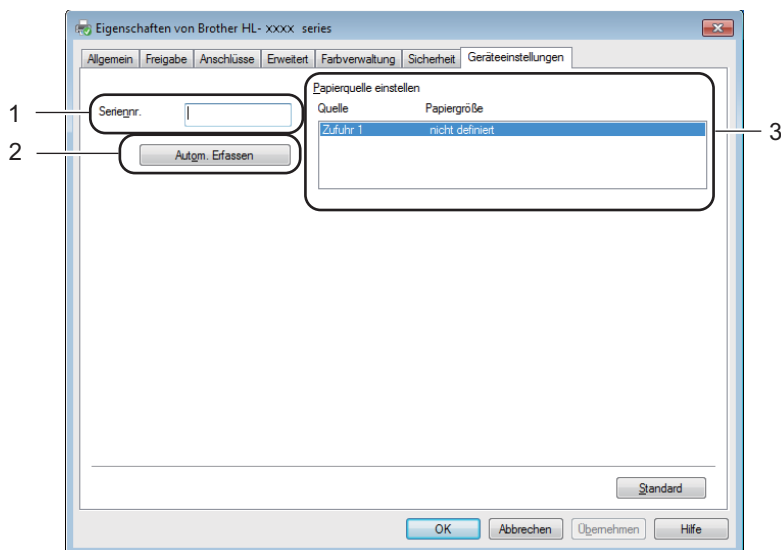 Eigenschaften von Brother HL- xxxx series
Allgemein Freigabe Anschlüsse Erweitert Farbverwaltung Sicherheit Geräteeinstellungen
Papierquelle einstellen
1 Seriennr. Quelle Papiergröße
Zufuhr 1 nicht definiert 3
2 Autom. Erfassen
Standard
OK Abbrechen Übernehmen Hilfe